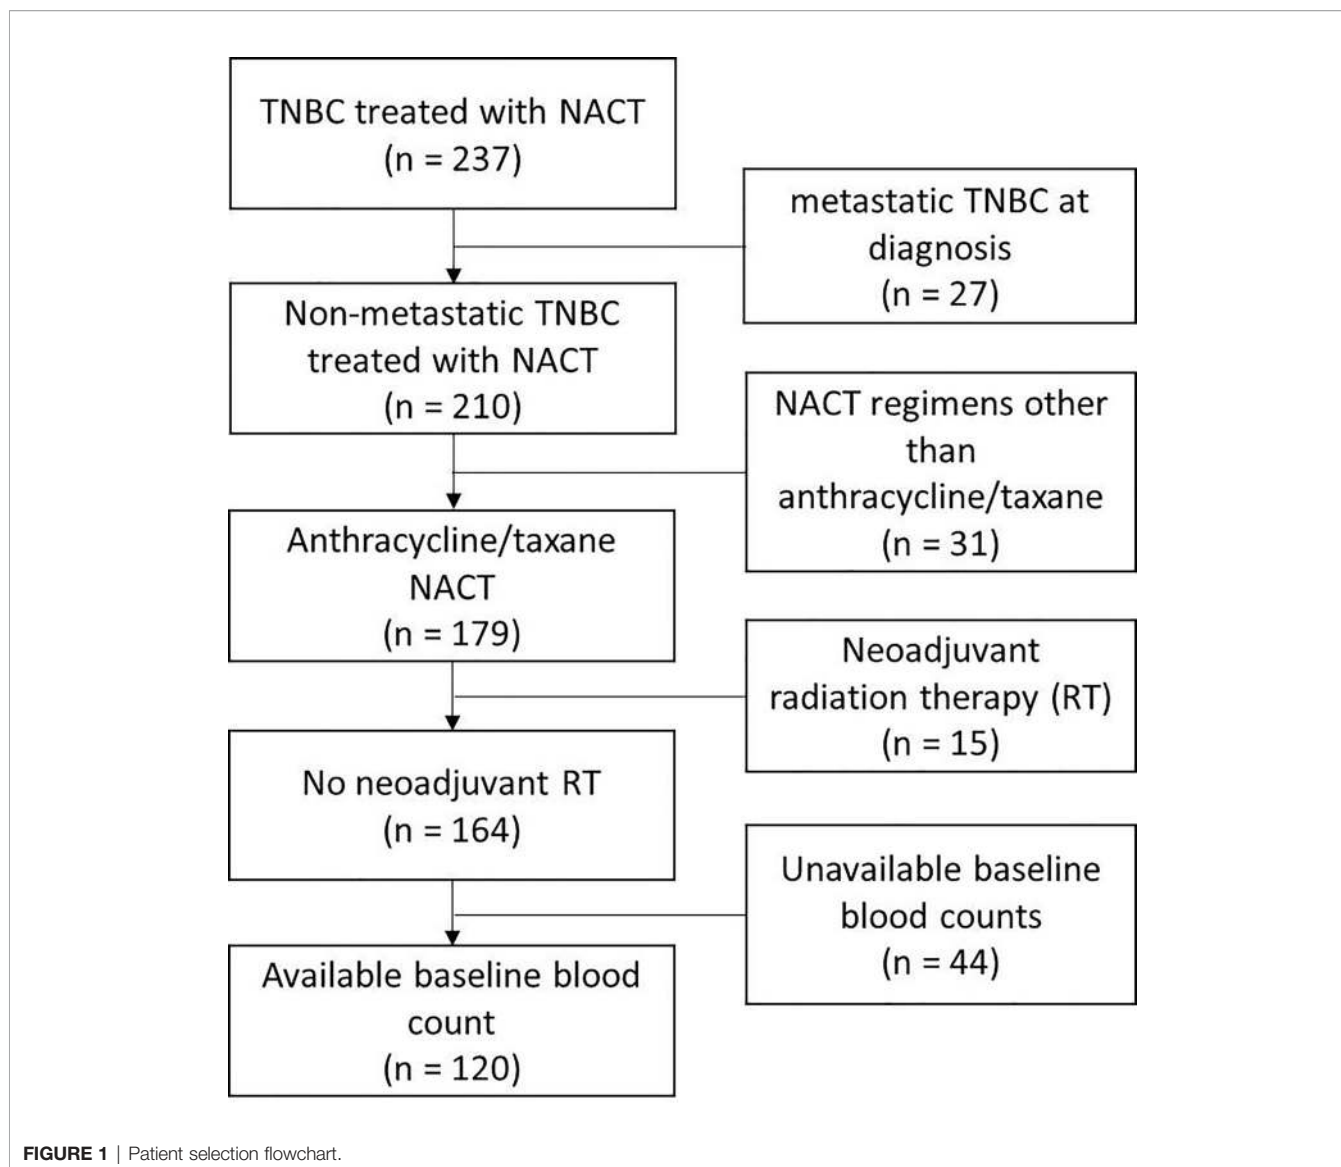 TNBC treated with NACT
(n = 237)
metastatic TNBC at
diagnosis
(n = 27)
Non-metastatic TNBC
treated with NACT
(n = 210)
NACT regimens other
than
anthracycline/taxane
(n = 31)
Anthracycline/taxane
NACT
(n = 179)
Neoadjuvant
radiation therapy (RT)
(n = 15)
No neoadjuvant RT
(n = 164)
Unavailable baseline
blood counts
(n = 44)
Available baseline blood
count
(n = 120)
FIGURE 1 | Patient selection flowchart.